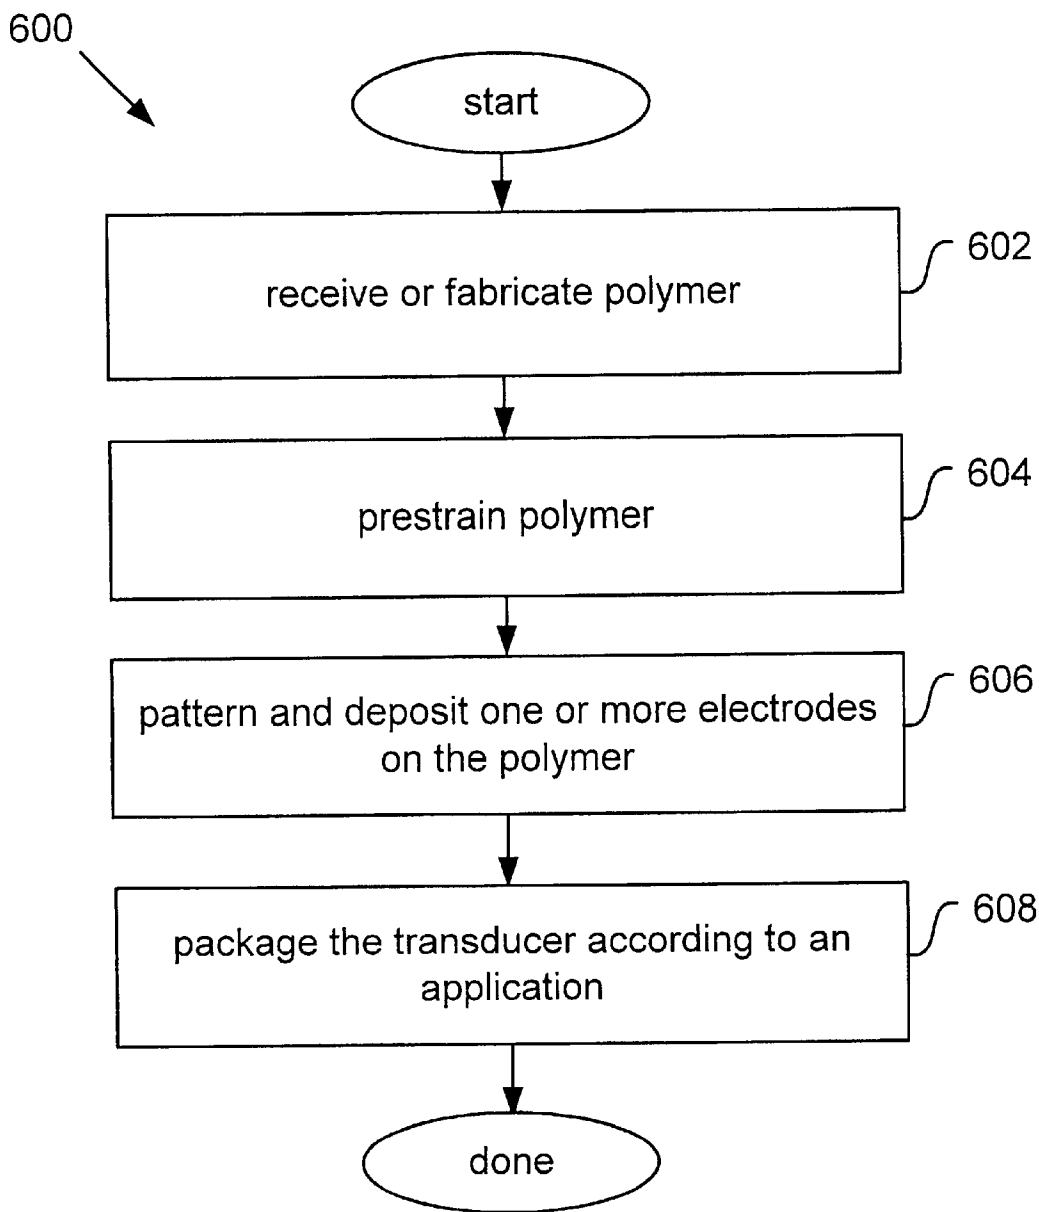 600
start
receive or fabricate polymer
602
prestrain polymer
604
pattern and deposit one or more electrodes
on the polymer
606
package the transducer according to an
application
608
done